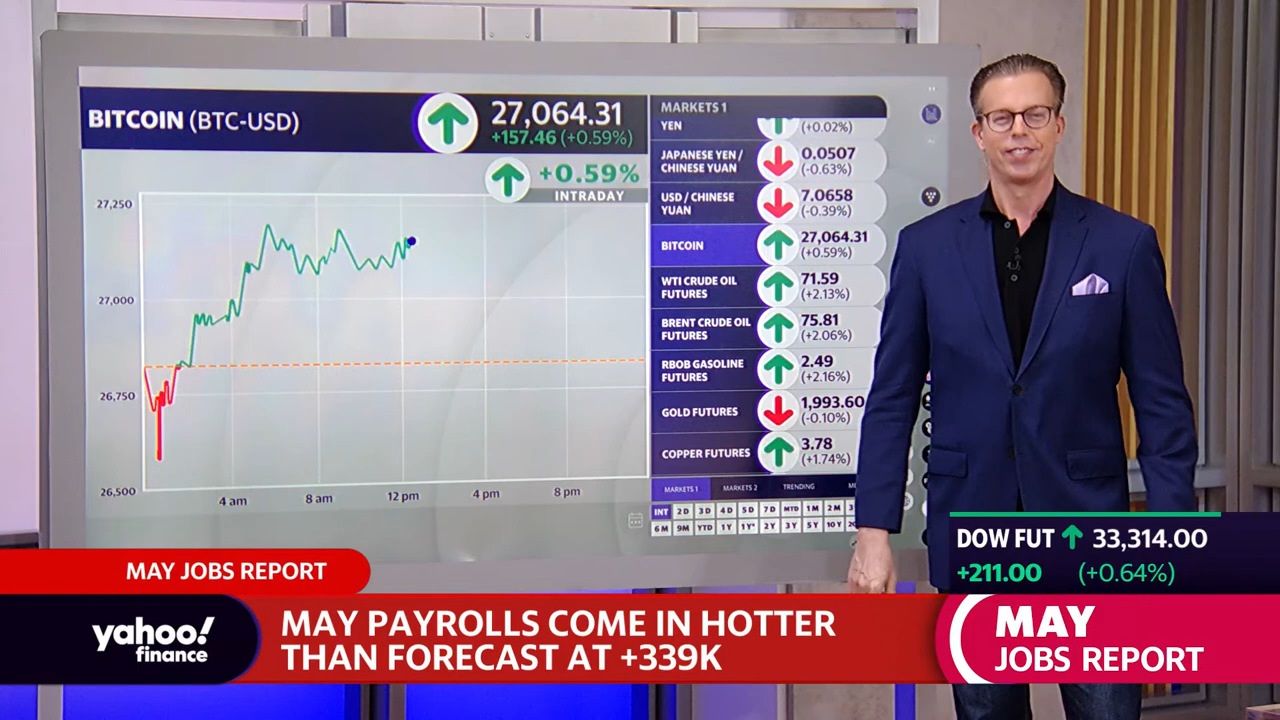 BITCOIN (BTC-USD)
27,064.31
+157.46 (+0.59%)
+0.59%
INTRADAY
27,250
27,000
26,750
26,500
4 am
8 am
12 pm
4 pm
8 pm
MARKETS 1
YEN
(+0.02%)
JAPANESE YEN /
CHINESE YUAN
0.0507
(-0.63%)
USD / CHINESE
YUAN
7.0658
(-0.39%)
BITCOIN
27,064.31
(+0.59%)
WTI CRUDE OIL
FUTURES
71.59
(+2.13%)
BRENT CRUDE OIL
FUTURES
75.81
(+2.06%)
RBOB GASOLINE
FUTURES
2.49
(+2.16%)
GOLD FUTURES
1,993.60
(-0.10%)
COPPER FUTURES
3.78
(+1.74%)
MARKETS 1 MARKETS 2 TRENDING
INT 2D 3D 4D 5D 7D MTD 1M 2M
6M 9M YTD 1Y 1Y* 2Y 3Y 5Y 10Y
DOW FUT 33,314.00
+211.00 (+0.64%)
MAY JOBS REPORT
yahoo!
finance
MAY PAYROLLS COME IN HOTTER
THAN FORECAST AT +339K
MAY
JOBS REPORT